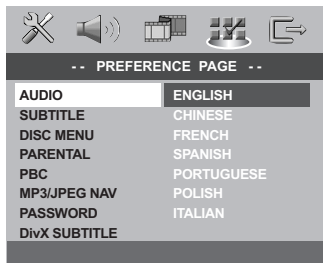 -- PREFERENCE PAGE --
AUDIO ENGLISH
SUBTITLE CHINESE
DISC MENU FRENCH
PARENTAL SPANISH
PBC PORTUGUESE
MP3/JPEG NAV POLISH
PASSWORD ITALIAN
DivX SUBTITLE